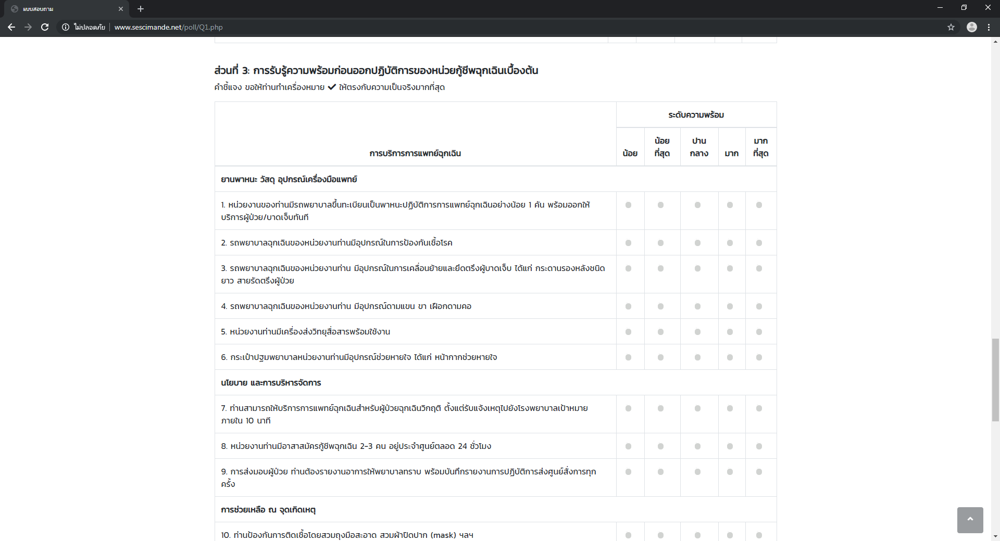 แบบสอบถาม
ไม่ปลอดภัย www.sescimande.net/poll/Q1.php
ส่วนที่ 3: การรับรู้ความพร้อมก่อนออกปฏิบัติการของหน่วยกู้ชีพฉุกเฉินเบื้องต้น
คำชี้แจง ขอให้ท่านทำเครื่องหมาย ✔ ให้ตรงกับความเป็นจริงมากที่สุด
ระดับความพร้อม
การบริการการแพทย์ฉุกเฉิน
น้อย
น้อย
ที่สุด
ปาน
กลาง
มาก
มาก
ที่สุด
ยานพาหนะ วัสดุ อุปกรณ์เครื่องมือแพทย์
1. หน่วยงานของท่านมีรถพยาบาลขึ้นทะเบียนเป็นพาหนะปฏิบัติการการแพทย์ฉุกเฉินอย่างน้อย 1 คัน พร้อมออกให้
บริการผู้ป่วย/บาดเจ็บทันที
2. รถพยาบาลฉุกเฉินของหน่วยงานท่านมีอุปกรณ์ในการป้องกันเชื้อโรค
3. รถพยาบาลฉุกเฉินของหน่วยงานท่าน มีอุปกรณ์ในการเคลื่อนย้ายและยึดตรึงผู้บาดเจ็บ ได้แก่ กระดานรองหลังชนิด
ยาว สายรัดตรึงผู้ป่วย
4. รถพยาบาลฉุกเฉินของหน่วยงานท่าน มีอุปกรณ์ดามแขน ขา เฝือกดามคอ
5. หน่วยงานท่านมีเครื่องส่งวิทยุสื่อสารพร้อมใช้งาน
6. กระเป๋าปฐมพยาบาลหน่วยงานท่านมีอุปกรณ์ช่วยหายใจ ได้แก่ หน้ากากช่วยหายใจ
นโยบาย และการบริหารจัดการ
7. ท่านสามารถให้บริการการแพทย์ฉุกเฉินสำหรับผู้ป่วยฉุกเฉินวิกฤติ ตั้งแต่รับแจ้งเหตุไปยังโรงพยาบาลเป้าหมาย
ภายใน 10 นาที
8. หน่วยงานท่านมีอาสาสมัครกู้ชีพฉุกเฉิน 2-3 คน อยู่ประจำศูนย์ตลอด 24 ชั่วโมง
9. การส่งมอบผู้ป่วย ท่านต้องรายงานอาการให้พยาบาลทราบ พร้อมบันทึกรายงานการปฏิบัติการส่งศูนย์สั่งการทุก
ครั้ง
การช่วยเหลือ ณ จุดเกิดเหตุ
10. ท่านป้องกันการติดเชื้อโดยสวมถุงมือสะอาด สวมผ้าปิดปาก (mask) ฯลฯ